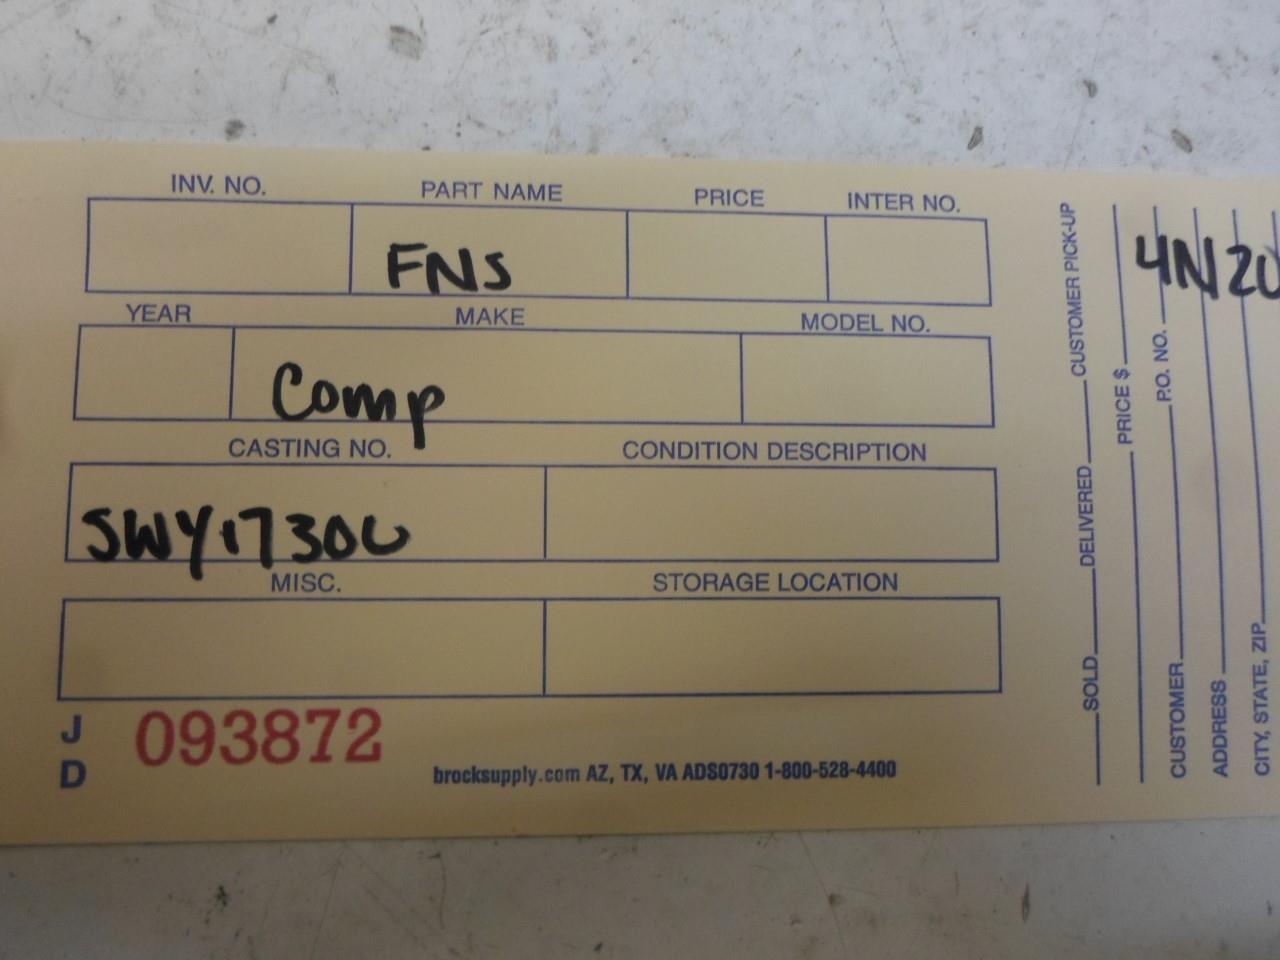 INV. NO. PART NAME PRICE INTER NO.
FNS
YEAR MAKE MODEL NO.
Comp
CASTING NO. CONDITION DESCRIPTION
SWY1730U
MISC. STORAGE LOCATION
J
D
093872
brocksupply.com AZ, TX, VA ADS0730 1-800-528-4400
4N20
SOLD DELIVERED CUSTOMER PICK-UP
PRICE $
CUSTOMER P.O. NO.
ADDRESS
CITY, STATE, ZIP